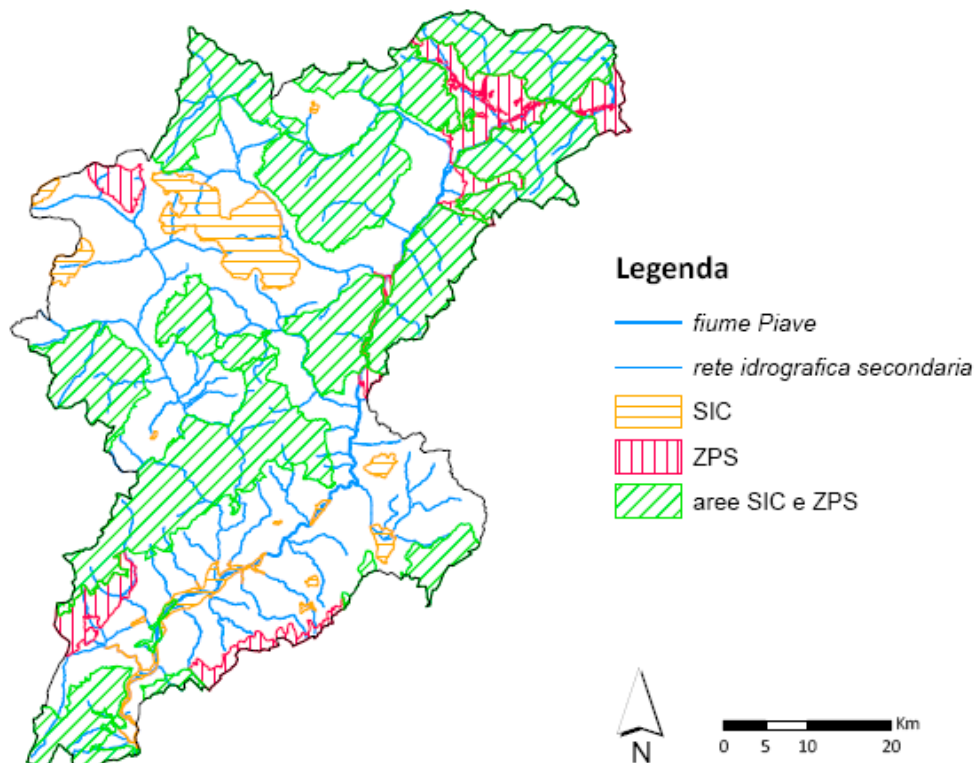 Legenda
fiume Piave
rete idrografica secondaria
SIC
ZPS
aree SIC e ZPS
N
Km
0 5 10 20